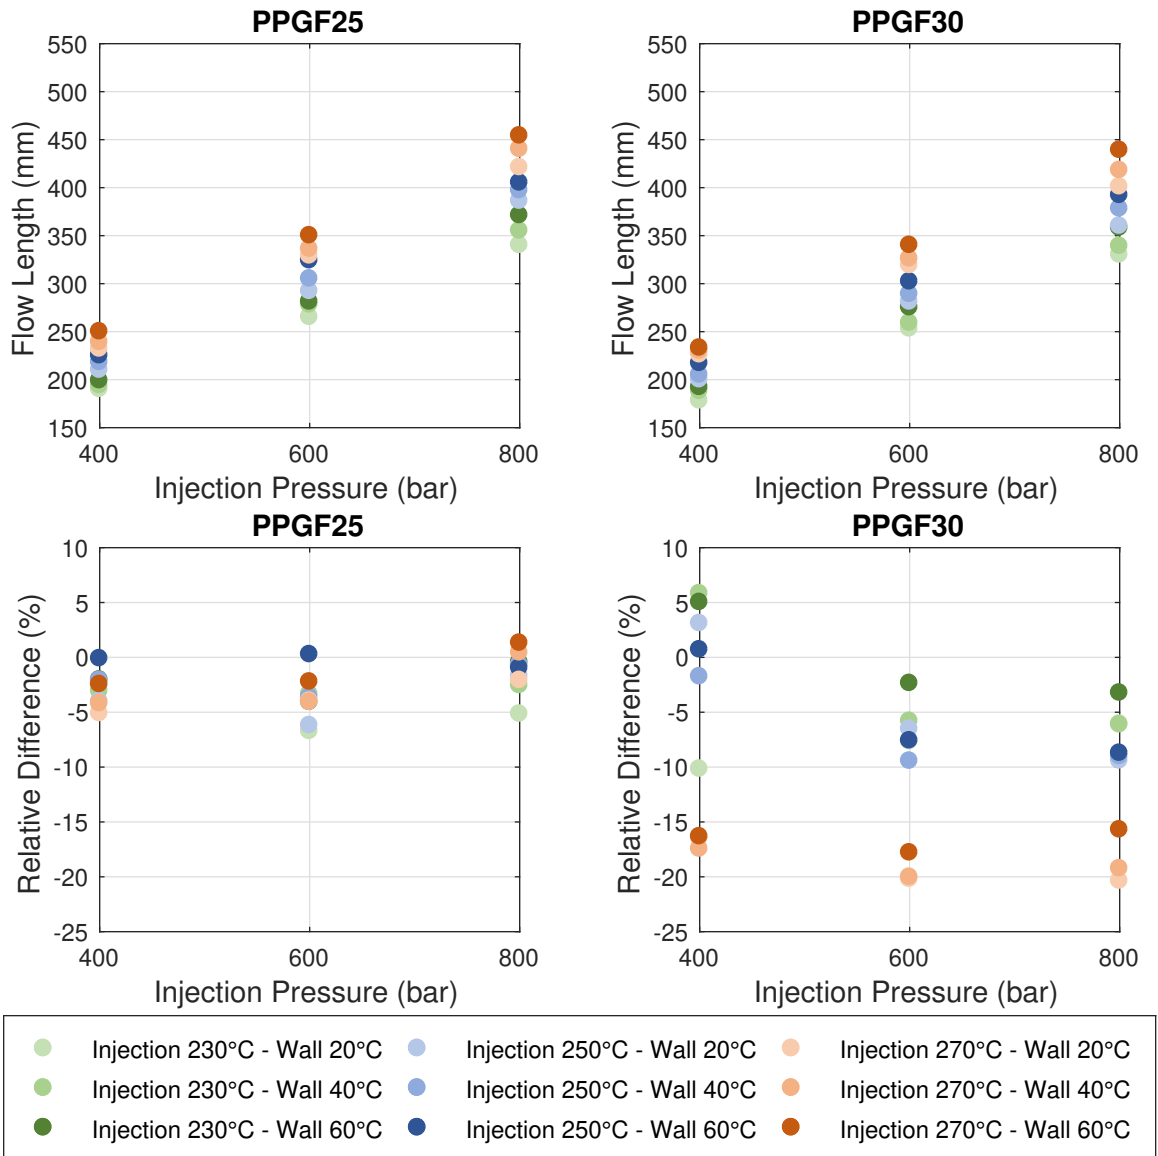 PPGF25
PPGF30
550
500
450
400
350
300
250
200
150
Flow Length (mm)
400
600
800
Injection Pressure (bar)
550
500
450
400
350
300
250
200
150
Flow Length (mm)
400
600
800
Injection Pressure (bar)
PPGF25
PPGF30
10
5
0
-5
-10
-15
-20
-25
Relative Difference (%)
400
600
800
Injection Pressure (bar)
10
5
0
-5
-10
-15
-20
-25
Relative Difference (%)
400
600
800
Injection Pressure (bar)
Injection 230°C - Wall 20°C
Injection 250°C - Wall 20°C
Injection 270°C - Wall 20°C
Injection 230°C - Wall 40°C
Injection 250°C - Wall 40°C
Injection 270°C - Wall 40°C
Injection 230°C - Wall 60°C
Injection 250°C - Wall 60°C
Injection 270°C - Wall 60°C